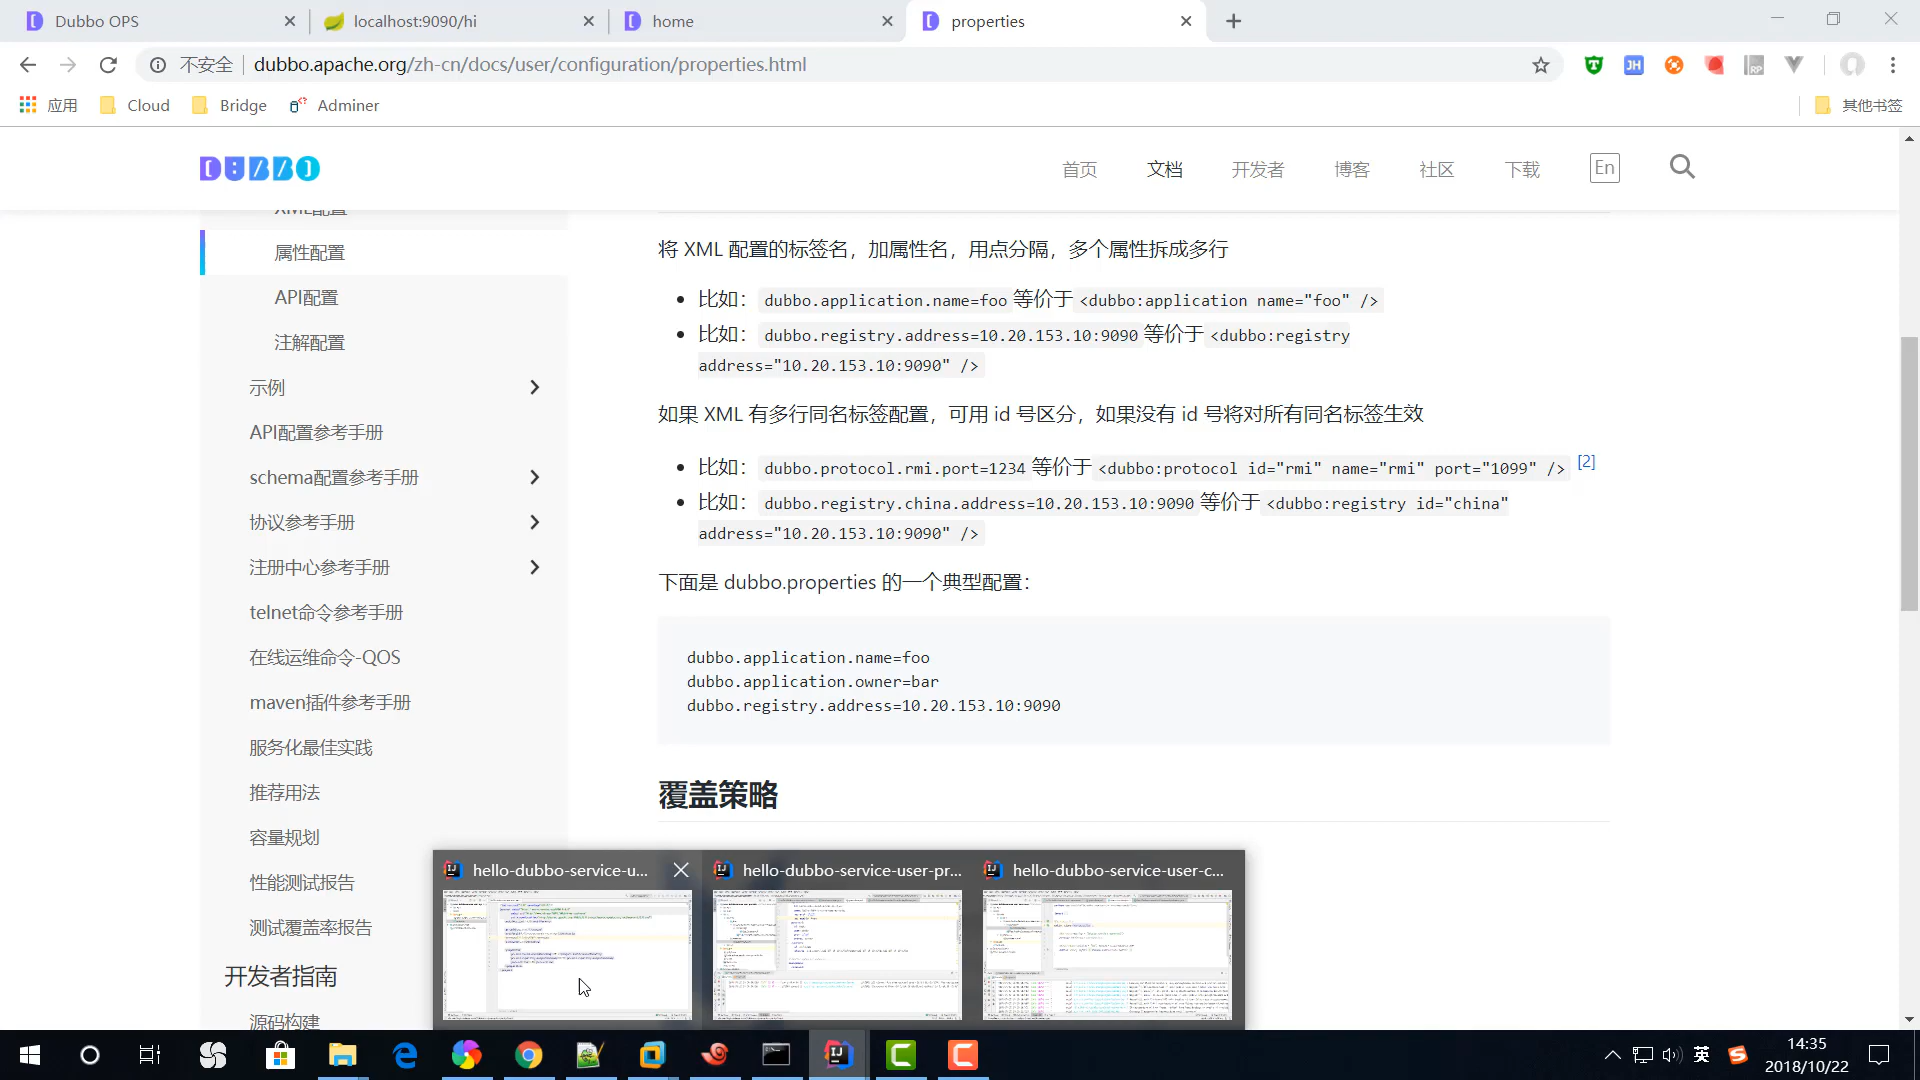 Dubbo OPS
localhost:9090/hi
home
properties
不安全
dubbo.apache.org/zh-cn/docs/user/configuration/properties.html
应用
Cloud
Bridge
Adminer
其他书签
DUBBO
首页
文档
开发者
博客
社区
下载
En
XML配置
属性配置
API配置
注解配置
示例
API配置参考手册
schema配置参考手册
协议参考手册
注册中心参考手册
telnet命令参考手册
在线运维命令-QOS
maven插件参考手册
服务化最佳实践
推荐用法
容量规划
性能测试报告
测试覆盖率报告
开发者指南
源码构建
将 XML 配置的标签名，加属性名，用点分隔，多个属性拆成多行
比如：dubbo.application.name=foo 等价于 <dubbo:application name="foo" />
比如：dubbo.registry.address=10.20.153.10:9090 等价于 <dubbo:registry
address="10.20.153.10:9090" />
如果 XML 有多行同名标签配置，可用 id 号区分，如果没有 id 号将对所有同名标签生效
比如：dubbo.protocol.rmi.port=1234 等价于 <dubbo:protocol id="rmi" name="rmi" port="1099" /> [2]
比如：dubbo.registry.china.address=10.20.153.10:9090 等价于 <dubbo:registry id="china"
address="10.20.153.10:9090" />
下面是 dubbo.properties 的一个典型配置：
dubbo.application.name=foo
dubbo.application.owner=bar
dubbo.registry.address=10.20.153.10:9090
覆盖策略
hello-dubbo-service-u...
hello-dubbo-service-user-pr...
hello-dubbo-service-user-c...
英
14:35
2018/10/22